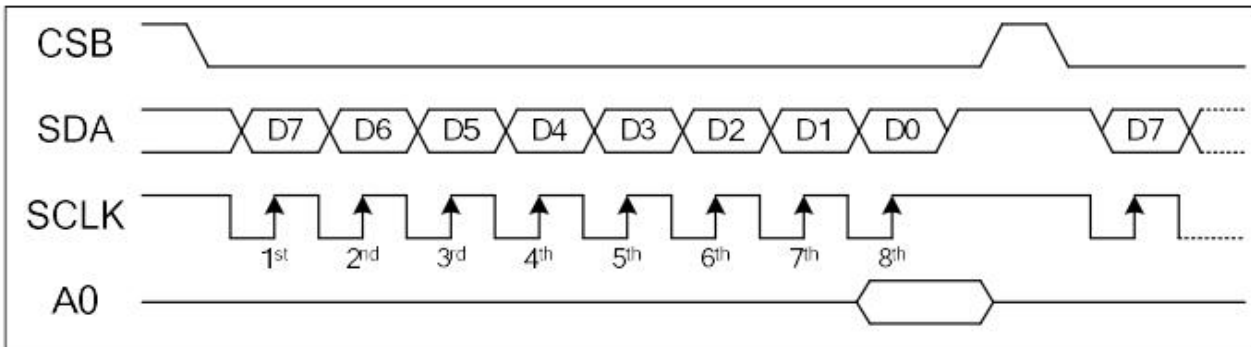 CSB
SDA D7 D6 D5 D4 D3 D2 D1 D0 D7
SCLK
1st 2nd 3rd 4th 5th 6th 7th 8th
A0